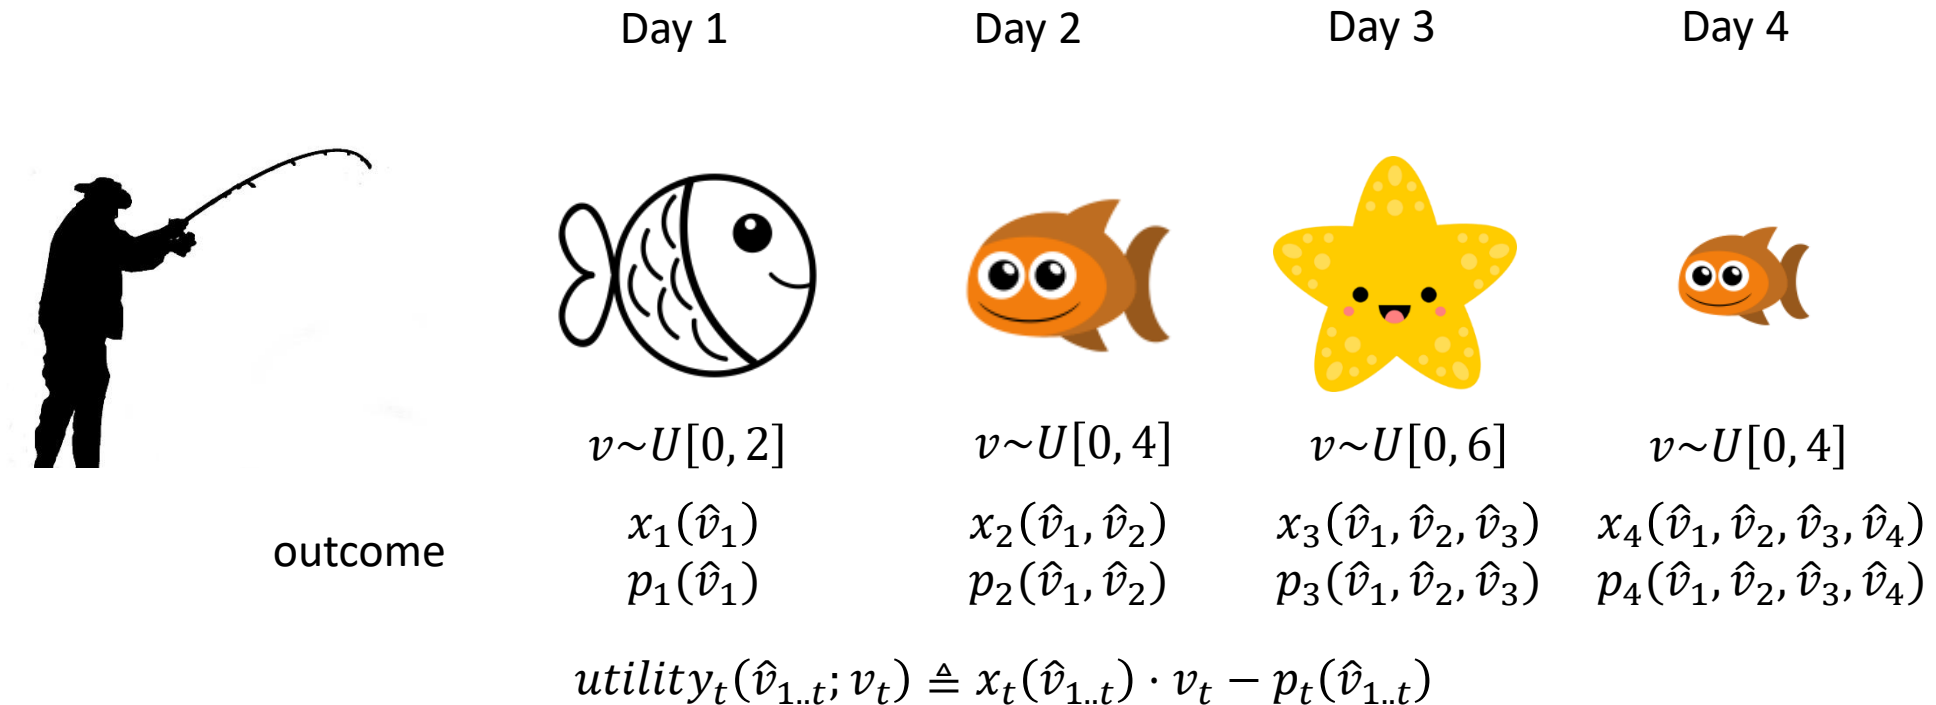 Day 1 Day 2 Day 3 Day 4
𝑣~𝑈[0, 2] 𝑣~𝑈[0, 4] 𝑣~𝑈[0, 6] 𝑣~𝑈[0, 4]
𝑥₁(𝑣̂₁) 𝑥₂(𝑣̂₁, 𝑣̂₂) 𝑥₃(𝑣̂₁, 𝑣̂₂, 𝑣̂₃) 𝑥₄(𝑣̂₁, 𝑣̂₂, 𝑣̂₃, 𝑣̂₄)
outcome
𝑝₁(𝑣̂₁) 𝑝₂(𝑣̂₁, 𝑣̂₂) 𝑝₃(𝑣̂₁, 𝑣̂₂, 𝑣̂₃) 𝑝₄(𝑣̂₁, 𝑣̂₂, 𝑣̂₃, 𝑣̂₄)
𝑢𝑡𝑖𝑙𝑖𝑡𝑦ₜ(𝑣̂₁..ₜ; 𝑣ₜ) ≜ 𝑥ₜ(𝑣̂₁..ₜ) · 𝑣ₜ − 𝑝ₜ(𝑣̂₁..ₜ)